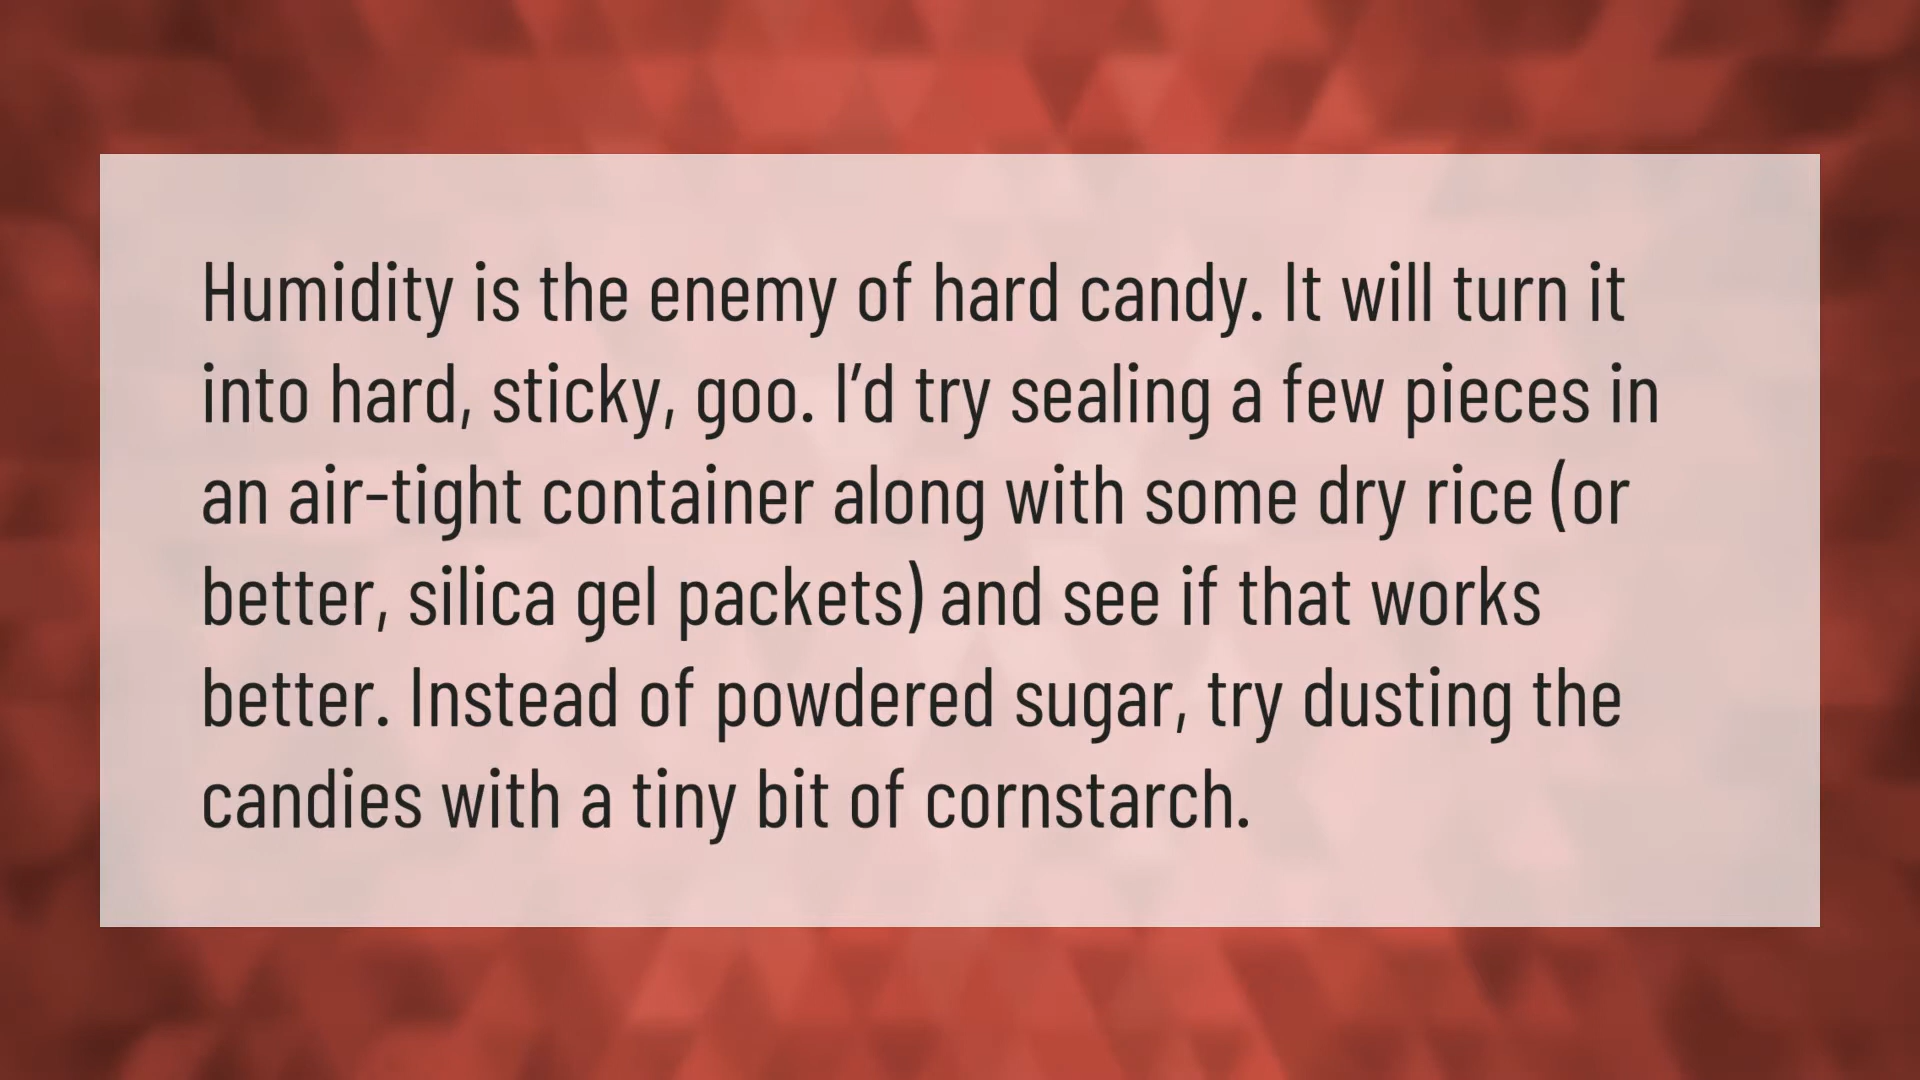 Humidity is the enemy of hard candy. It will turn it
into hard, sticky, goo. I’d try sealing a few pieces in
an air-tight container along with some dry rice (or
better, silica gel packets) and see if that works
better. Instead of powdered sugar, try dusting the
candies with a tiny bit of cornstarch.